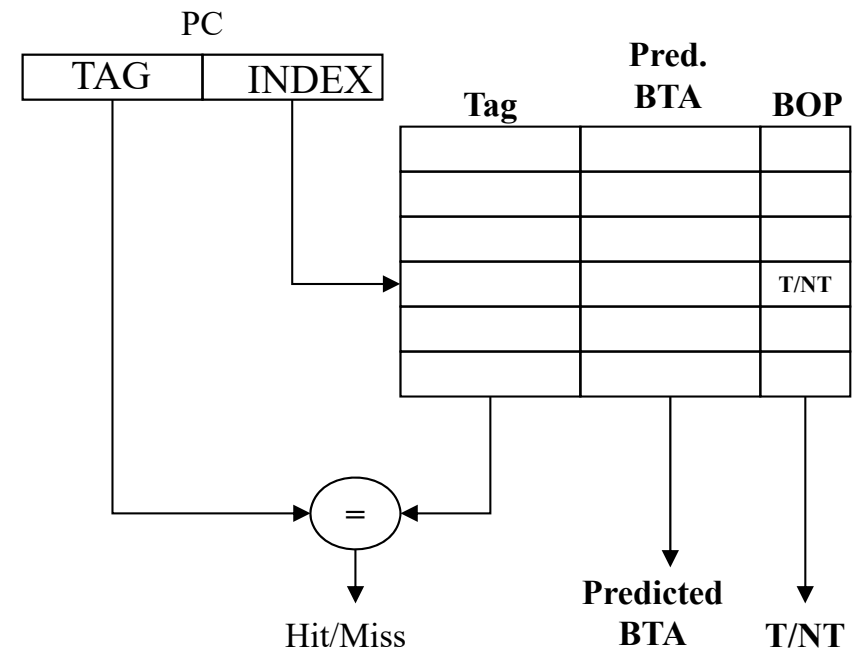 PC
TAG INDEX
Pred.
BTA
Tag
BOP
T/NT
=
Hit/Miss
Predicted
BTA
T/NT